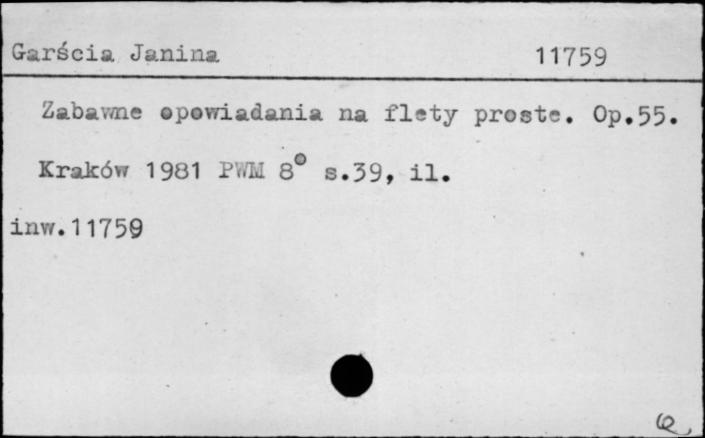 Garścia Janina 11759
Zabawne opowiadania na flety proste. Op.55.
Kraków 1981 PWM 8° s.39, il.
inw.11759